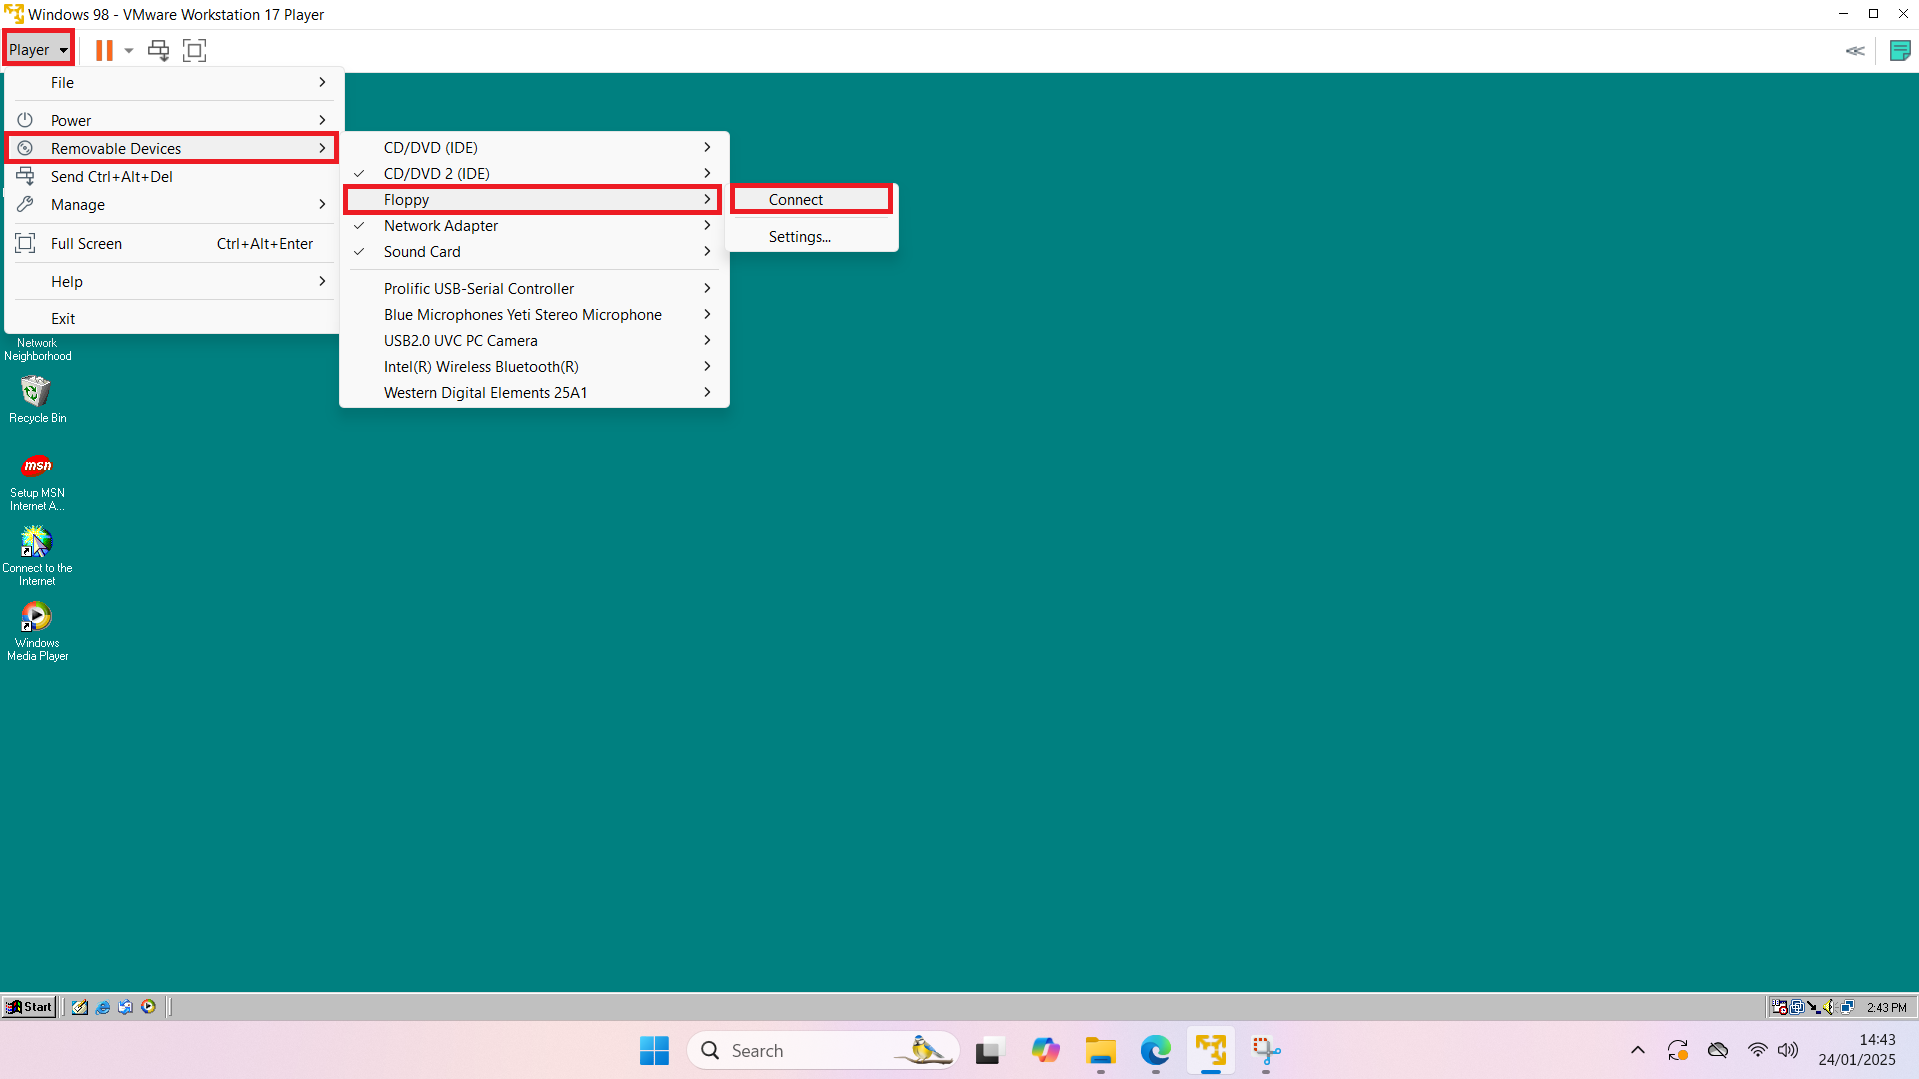 Windows 98 - VMware Workstation 17 Player
Player
File
Power
Removable Devices
Send Ctrl+Alt+Del
Manage
Full Screen Ctrl+Alt+Enter
Help
Exit
CD/DVD (IDE)
CD/DVD 2 (IDE)
Floppy
Network Adapter
Sound Card
Prolific USB-Serial Controller
Blue Microphones Yeti Stereo Microphone
USB2.0 UVC PC Camera
Intel(R) Wireless Bluetooth(R)
Western Digital Elements 25A1
Connect
Settings...
Network
Neighborhood
Recycle Bin
msn
Setup MSN
Internet A...
Connect to the
Internet
Windows
Media Player
Start
2:43 PM
Search
14:43
24/01/2025